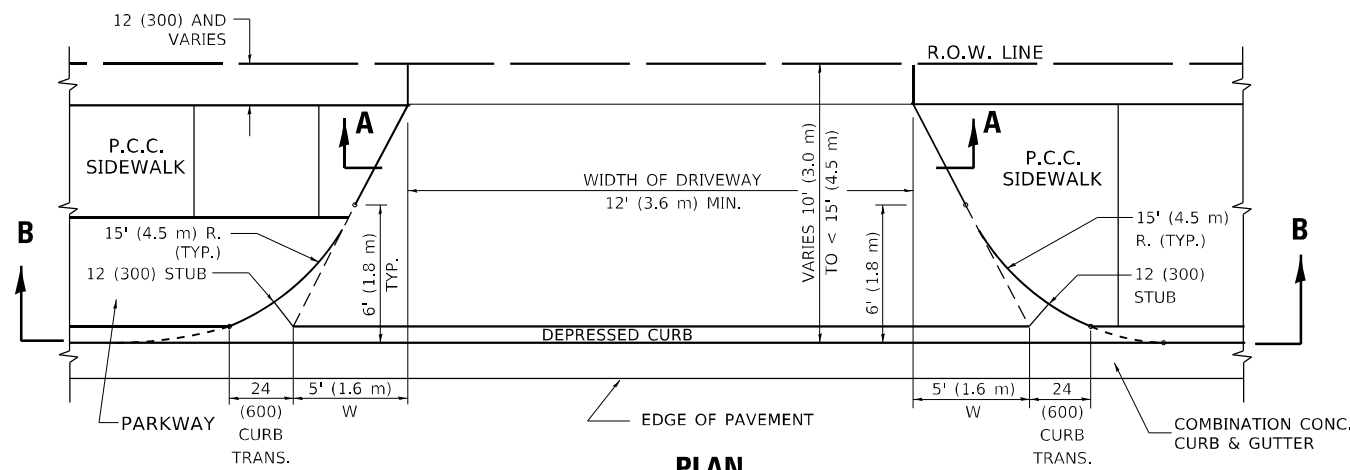 12 (300) AND
VARIES
R.O.W. LINE
A
A
P.C.C.
SIDEWALK
P.C.C.
SIDEWALK
WIDTH OF DRIVEWAY
12' (3.6 m) MIN.
VARIES 10' (3.0 m)
TO < 15' (4.5 m)
B
B
15' (4.5 m) R.
(TYP.)
12 (300) STUB
6' (1.8 m)
TYP.
6' (1.8 m)
15' (4.5 m)
R. (TYP.)
12 (300)
STUB
DEPRESSED CURB
PARKWAY
24
(600)
CURB
TRANS.
5' (1.6 m)
W
EDGE OF PAVEMENT
5' (1.6 m)
W
24
(600)
CURB
TRANS.
COMBINATION CONC.
CURB & GUTTER
PLAN